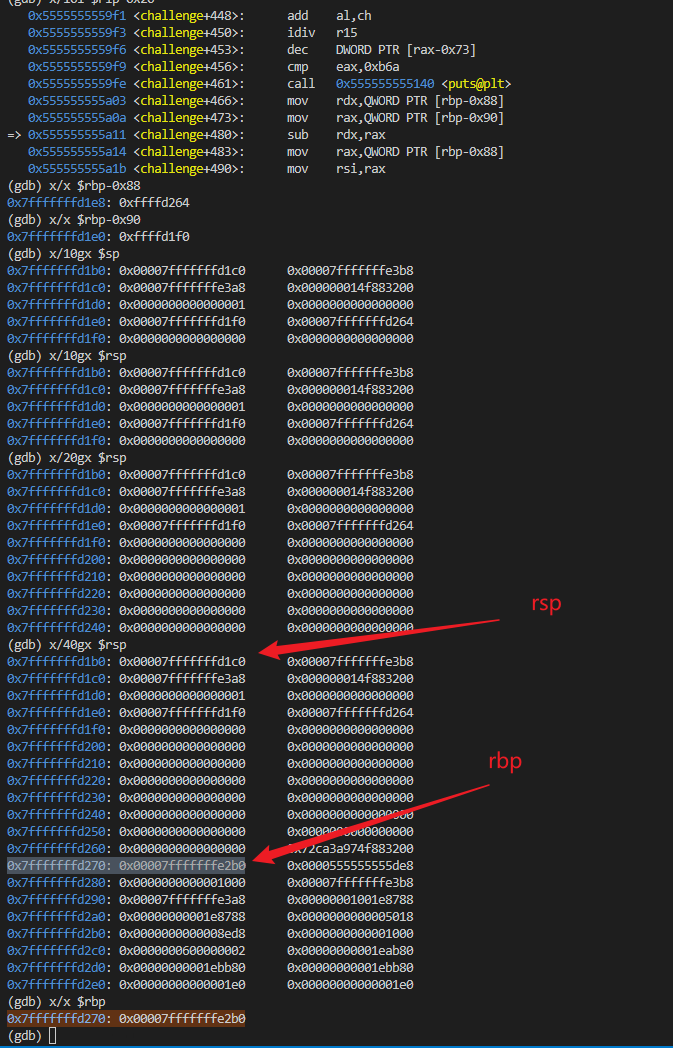 (gdb) x/10i $rip-0x20
0x5555555559f1 <challenge+448>: add al,ch
0x5555555559f3 <challenge+450>: idiv r15
0x5555555559f6 <challenge+453>: dec DWORD PTR [rax-0x73]
0x5555555559f9 <challenge+456>: cmp eax,0xb6a
0x5555555559fe <challenge+461>: call 0x555555555140 <puts@plt>
0x555555555a03 <challenge+466>: mov rdx,QWORD PTR [rbp-0x88]
0x555555555a0a <challenge+473>: mov rax,QWORD PTR [rbp-0x90]
=> 0x555555555a11 <challenge+480>: sub rdx,rax
0x555555555a14 <challenge+483>: mov rax,QWORD PTR [rbp-0x88]
0x555555555a1b <challenge+490>: mov rsi,rax
(gdb) x/x $rbp-0x88
0x7fffffffd1e8: 0xffffd264
(gdb) x/x $rbp-0x90
0x7fffffffd1e0: 0xffffd1f0
(gdb) x/10gx $sp
0x7fffffffd1b0: 0x00007fffffffd1c0 0x00007fffffffe3b8
0x7fffffffd1c0: 0x00007fffffffe3a8 0x000000014f883200
0x7fffffffd1d0: 0x0000000000000001 0x0000000000000000
0x7fffffffd1e0: 0x00007fffffffd1f0 0x00007fffffffd264
0x7fffffffd1f0: 0x0000000000000000 0x0000000000000000
(gdb) x/10gx $rsp
0x7fffffffd1b0: 0x00007fffffffd1c0 0x00007fffffffe3b8
0x7fffffffd1c0: 0x00007fffffffe3a8 0x000000014f883200
0x7fffffffd1d0: 0x0000000000000001 0x0000000000000000
0x7fffffffd1e0: 0x00007fffffffd1f0 0x00007fffffffd264
0x7fffffffd1f0: 0x0000000000000000 0x0000000000000000
(gdb) x/20gx $rsp
0x7fffffffd1b0: 0x00007fffffffd1c0 0x00007fffffffe3b8
0x7fffffffd1c0: 0x00007fffffffe3a8 0x000000014f883200
0x7fffffffd1d0: 0x0000000000000001 0x0000000000000000
0x7fffffffd1e0: 0x00007fffffffd1f0 0x00007fffffffd264
0x7fffffffd1f0: 0x0000000000000000 0x0000000000000000
0x7fffffffd200: 0x0000000000000000 0x0000000000000000
0x7fffffffd210: 0x0000000000000000 0x0000000000000000
0x7fffffffd220: 0x0000000000000000 0x0000000000000000
0x7fffffffd230: 0x0000000000000000 0x0000000000000000
rsp
0x7fffffffd240: 0x0000000000000000 0x0000000000000000
(gdb) x/40gx $rsp
0x7fffffffd1b0: 0x00007fffffffd1c0 0x00007fffffffe3b8
0x7fffffffd1c0: 0x00007fffffffe3a8 0x000000014f883200
0x7fffffffd1d0: 0x0000000000000001 0x0000000000000000
0x7fffffffd1e0: 0x00007fffffffd1f0 0x00007fffffffd264
0x7fffffffd1f0: 0x0000000000000000 0x0000000000000000
0x7fffffffd200: 0x0000000000000000 0x0000000000000000
rbp
0x7fffffffd210: 0x0000000000000000 0x0000000000000000
0x7fffffffd220: 0x0000000000000000 0x0000000000000000
0x7fffffffd230: 0x0000000000000000 0x0000000000000000
0x7fffffffd240: 0x0000000000000000 0x0000000000000000
0x7fffffffd250: 0x0000000000000000 0x0000000000000000
0x7fffffffd260: 0x0000000000000000 0x72ca3a974f883200
0x7fffffffd270: 0x00007fffffffe2b0 0x0000555555555de8
0x7fffffffd280: 0x0000000000001000 0x00007fffffffe3b8
0x7fffffffd290: 0x00007fffffffe3a8 0x00000001001e8788
0x7fffffffd2a0: 0x00000000001e8788 0x0000000000005018
0x7fffffffd2b0: 0x0000000000008ed8 0x0000000000001000
0x7fffffffd2c0: 0x0000000600000002 0x00000000001eab80
0x7fffffffd2d0: 0x00000000001ebb80 0x00000000001ebb80
0x7fffffffd2e0: 0x00000000000001e0 0x00000000000001e0
(gdb) x/x $rbp
0x7fffffffd270: 0x00007fffffffe2b0
(gdb)